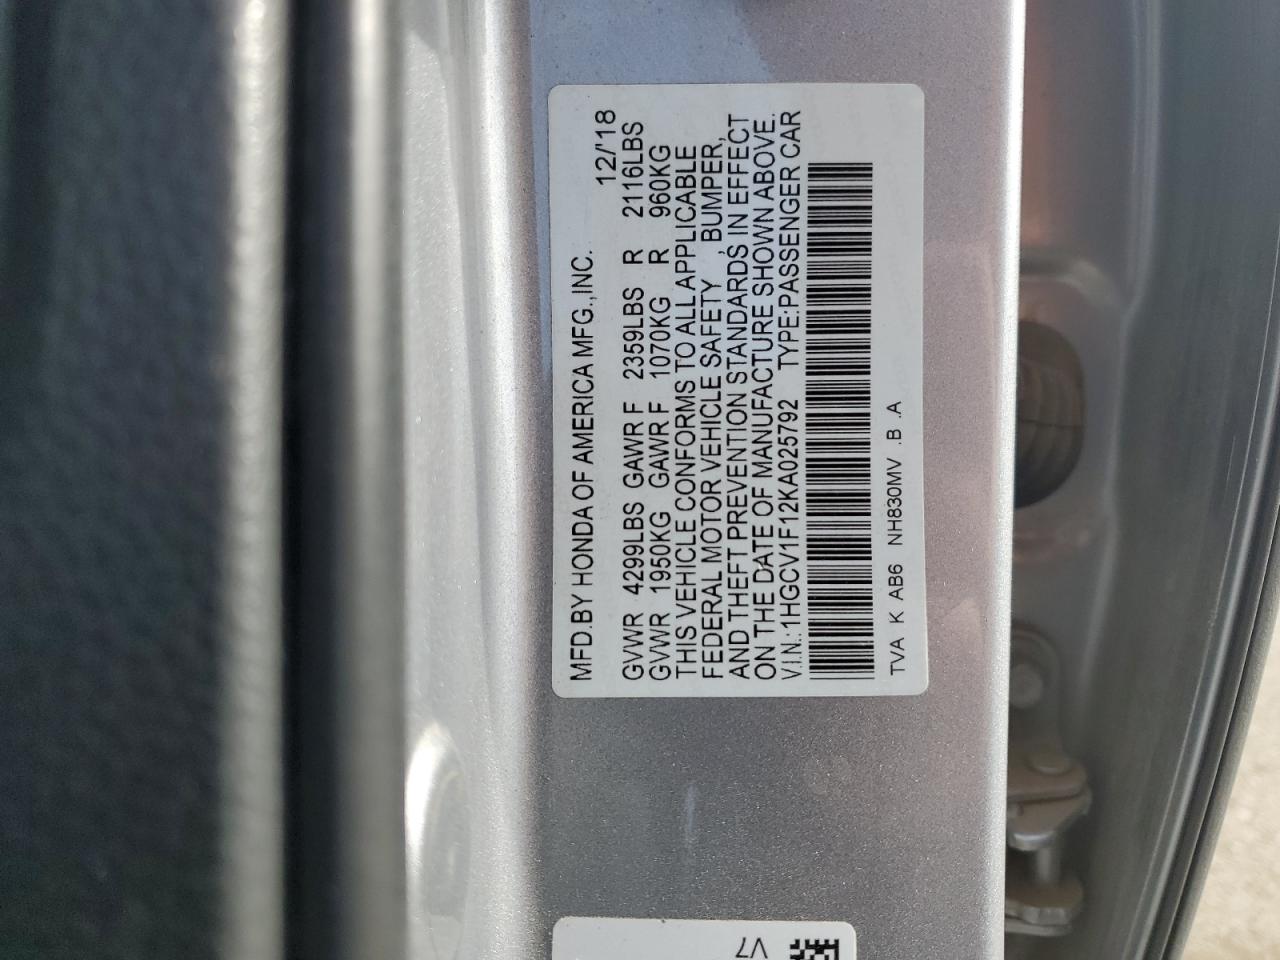 MFD.BY HONDA OF AMERICA MFG.,INC. 12/'18
GVWR 4299LBS GAWR F 2359LBS R 2116LBS
GVWR 1950KG GAWR F 1070KG R 960KG
THIS VEHICLE CONFORMS TO ALL APPLICABLE
FEDERAL MOTOR VEHICLE SAFETY , BUMPER,
AND THEFT PREVENTION STANDARDS IN EFFECT
ON THE DATE OF MANUFACTURE SHOWN ABOVE.
V.I.N.:1HGCV1F12KA025792 TYPE:PASSENGER CAR
TVA K AB6 NH830MV .B .A
V7